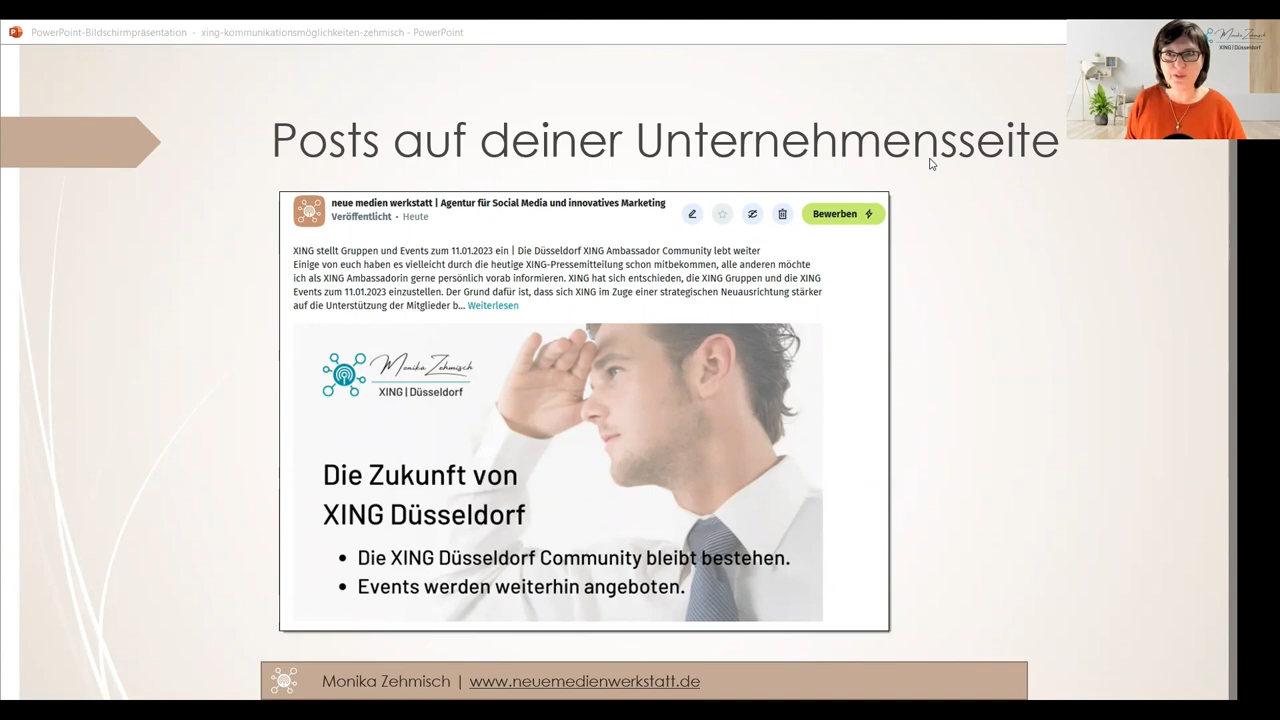 PowerPoint-Bildschirmpräsentation - xing-kommunikationsmöglichkeiten-zehmisch - PowerPoint
Monika Zehmisch
XING | Düsseldorf
Posts auf deiner Unternehmensseite
neue medien werkstatt | Agentur für Social Media und innovatives Marketing
Veröffentlicht • Heute
Bewerben
XING stellt Gruppen und Events zum 11.01.2023 ein | Die Düsseldorf XING Ambassador Community lebt weiter
Einige von euch haben es vielleicht durch die heutige XING-Pressemitteilung schon mitbekommen, alle anderen möchte
ich als XING Ambassadorin gerne persönlich vorab informieren. XING hat sich entschieden, die XING Gruppen und die XING
Events zum 11.01.2023 einzustellen. Der Grund dafür ist, dass sich XING im Zuge einer strategischen Neuausrichtung stärker
auf die Unterstützung der Mitglieder b... Weiterlesen
Monika Zehmisch
XING | Düsseldorf
Die Zukunft von
XING Düsseldorf
• Die XING Düsseldorf Community bleibt bestehen.
• Events werden weiterhin angeboten.
Monika Zehmisch | www.neuemedienwerkstatt.de